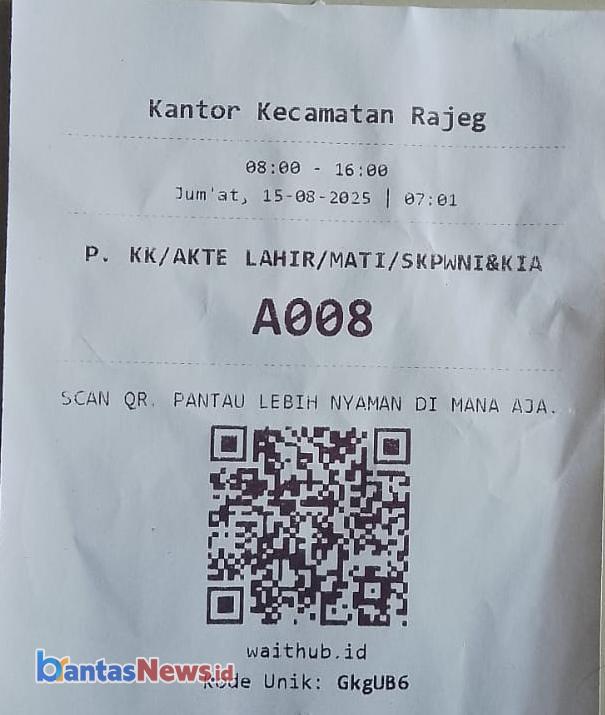 Kantor Kecamatan Rajeg
08:00 - 16:00
Jum'at, 15-08-2025 | 07:01
P. KK/AKTE LAHIR/MATI/SKPWNI&KIA
A008
SCAN QR. PANTAU LEBIH NYAMAN DI MANA AJA.
waithub.id
brantasNews.id
Kode Unik: GkgUB6